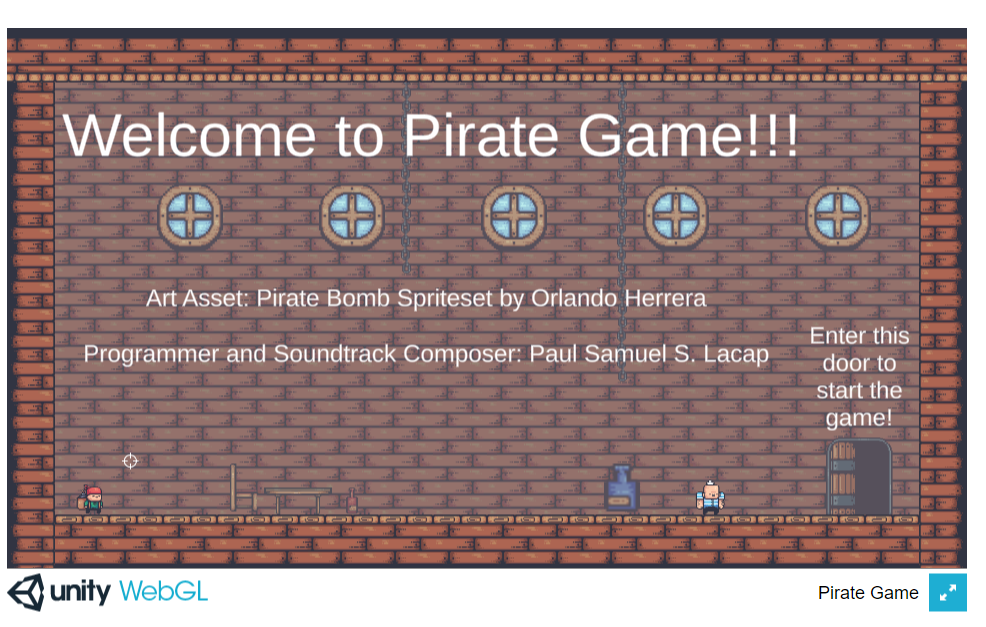 Welcome to Pirate Game!!!
Art Asset: Pirate Bomb Spriteset by Orlando Herrera
Programmer and Soundtrack Composer: Paul Samuel S. Lacap
Enter this
door to
start the
game!
unity WebGL
Pirate Game